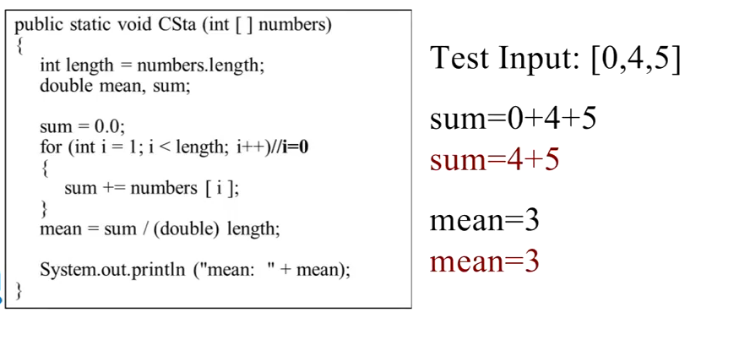 public static void CSta (int [ ] numbers)
{
int length = numbers.length;
double mean, sum;
sum = 0.0;
for (int i = 1; i < length; i++)//i=0
{
sum += numbers [ i ];
}
mean = sum / (double) length;
System.out.println ("mean:  " + mean);
}
Test Input: [0,4,5]
sum=0+4+5
sum=4+5
mean=3
mean=3